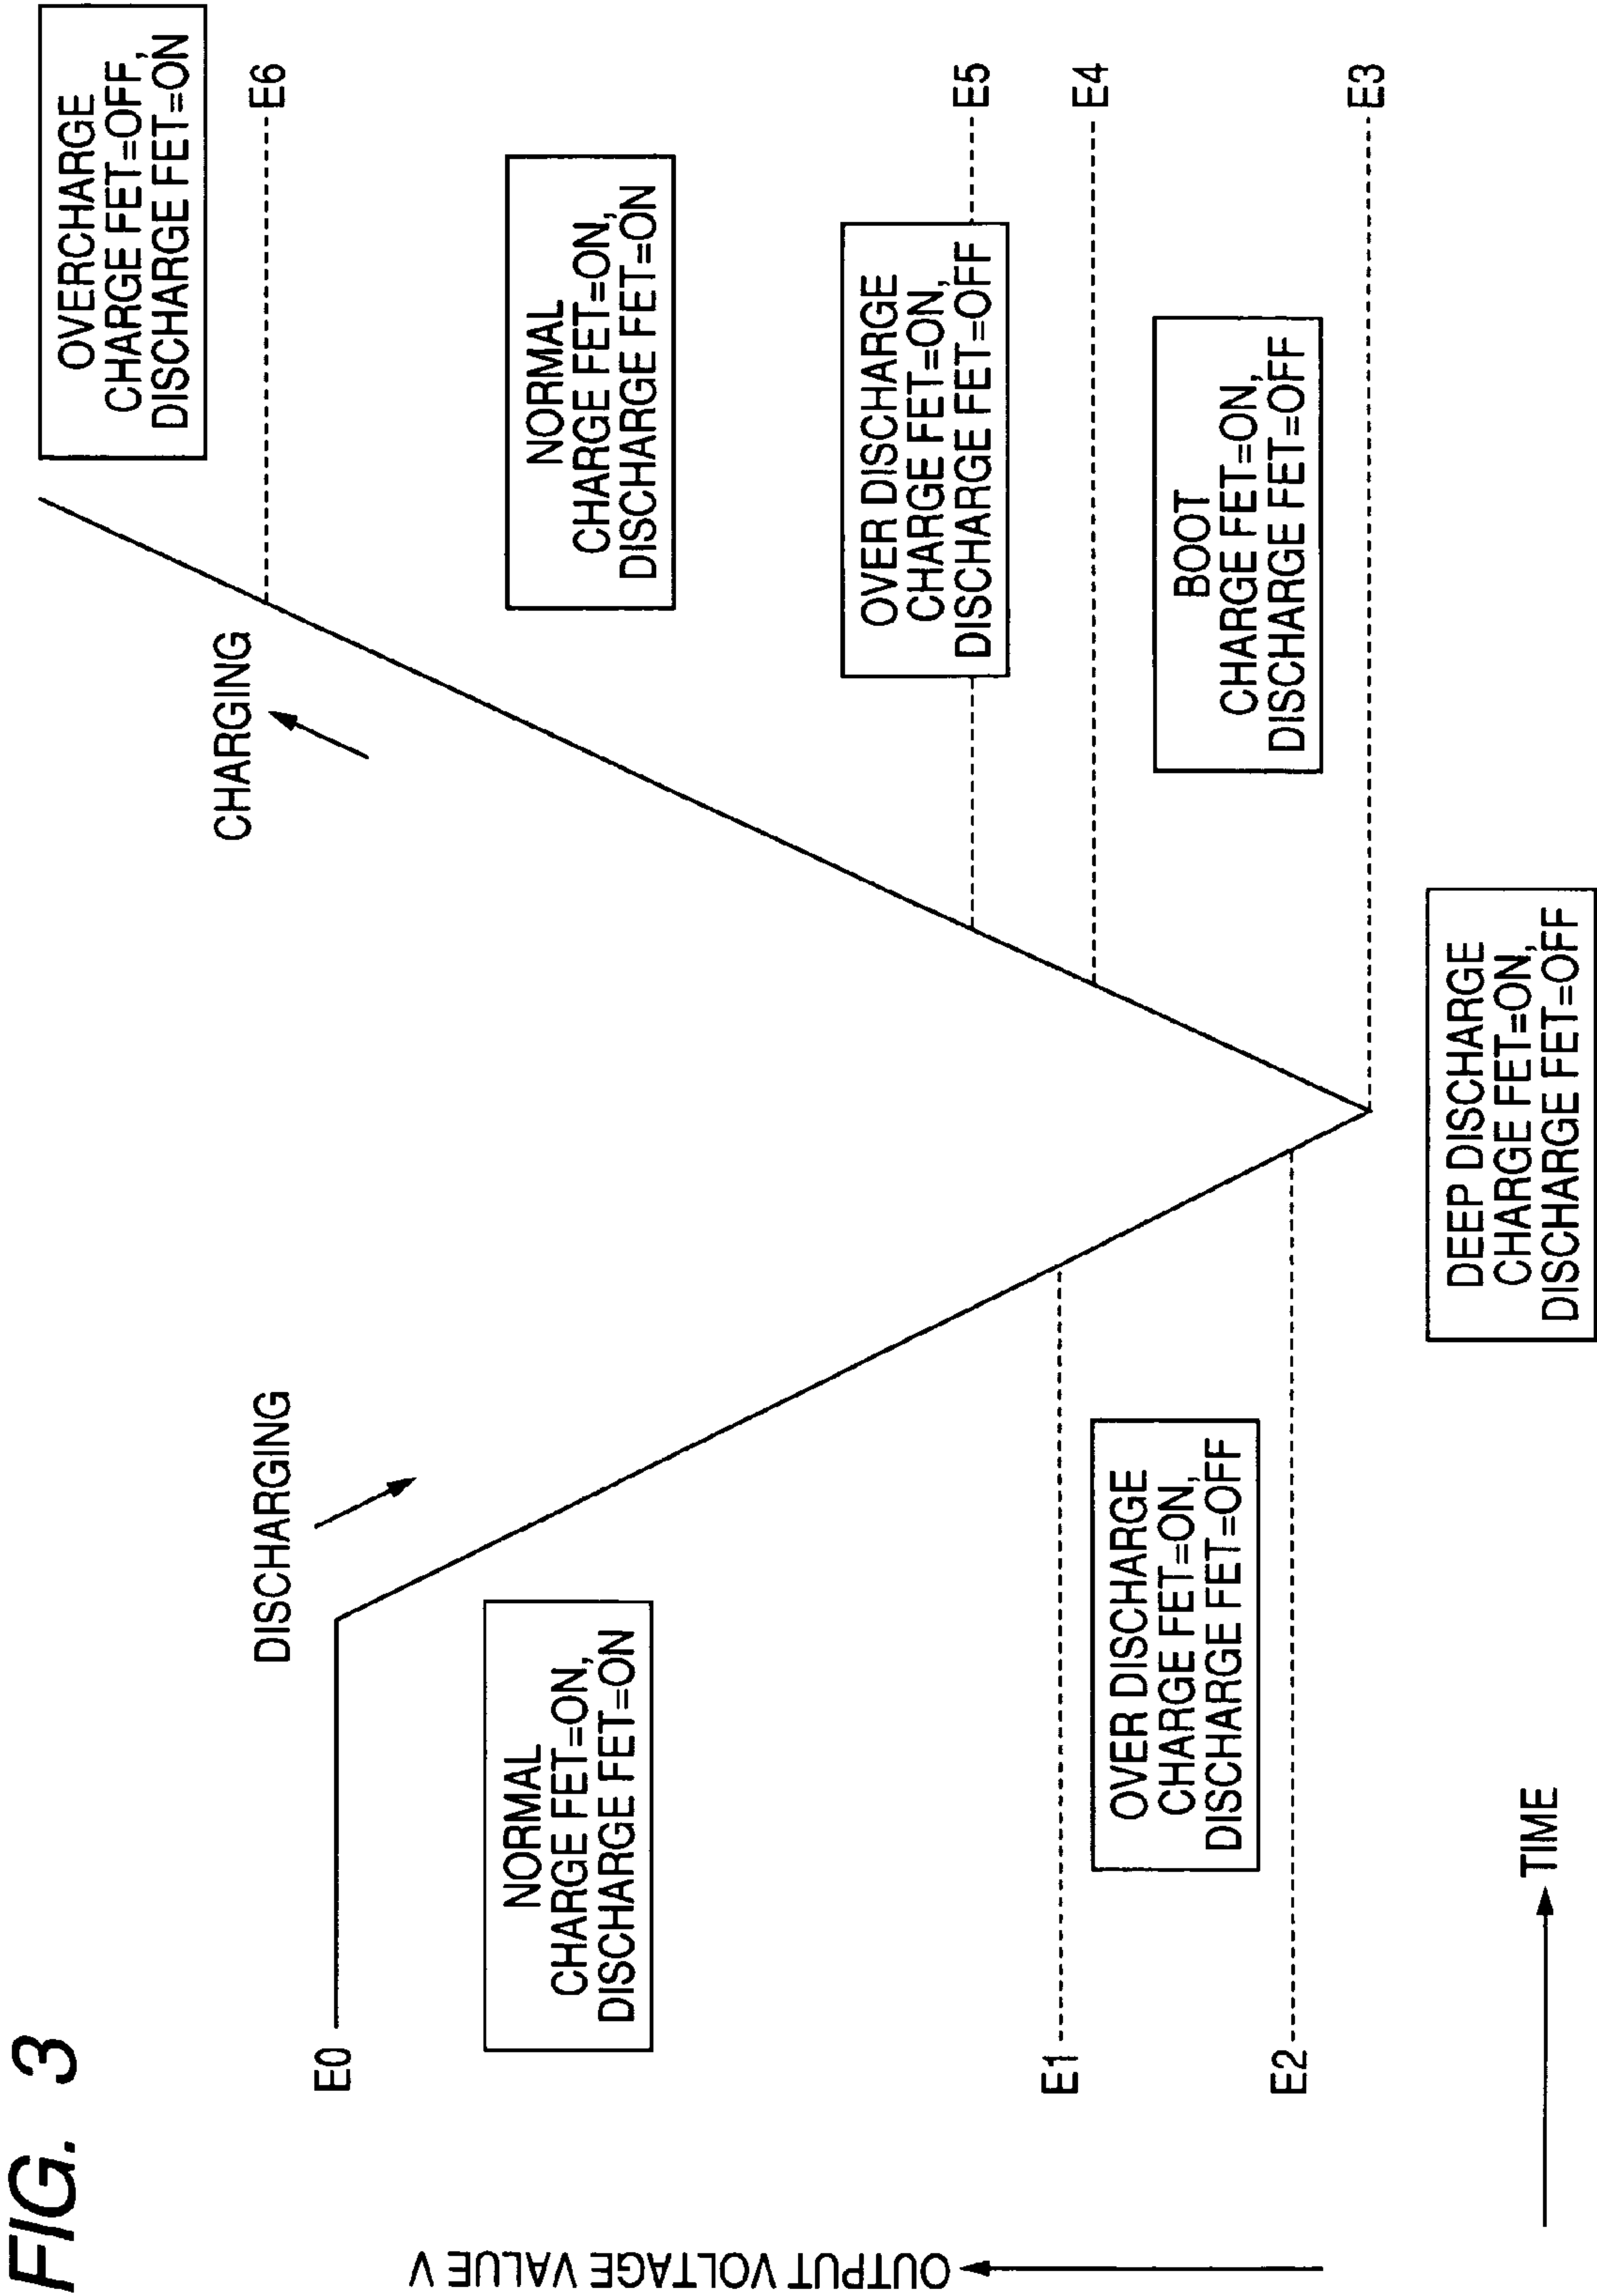 FIG. 3
E0
DISCHARGING
CHARGING
OVERCHARGE
CHARGE FET=OFF,
DISCHARGE FET=ON
E6
NORMAL
CHARGE FET=ON,
DISCHARGE FET=ON
NORMAL
CHARGE FET=ON,
DISCHARGE FET=ON
OVER DISCHARGE
CHARGE FET=ON,
DISCHARGE FET=OFF
E5
E1
E4
OVER DISCHARGE
CHARGE FET=ON,
DISCHARGE FET=OFF
BOOT
CHARGE FET=ON,
DISCHARGE FET=OFF
E2
E3
DEEP DISCHARGE
CHARGE FET=ON,
DISCHARGE FET=OFF
OUTPUT VOLTAGE VALUE V
TIME